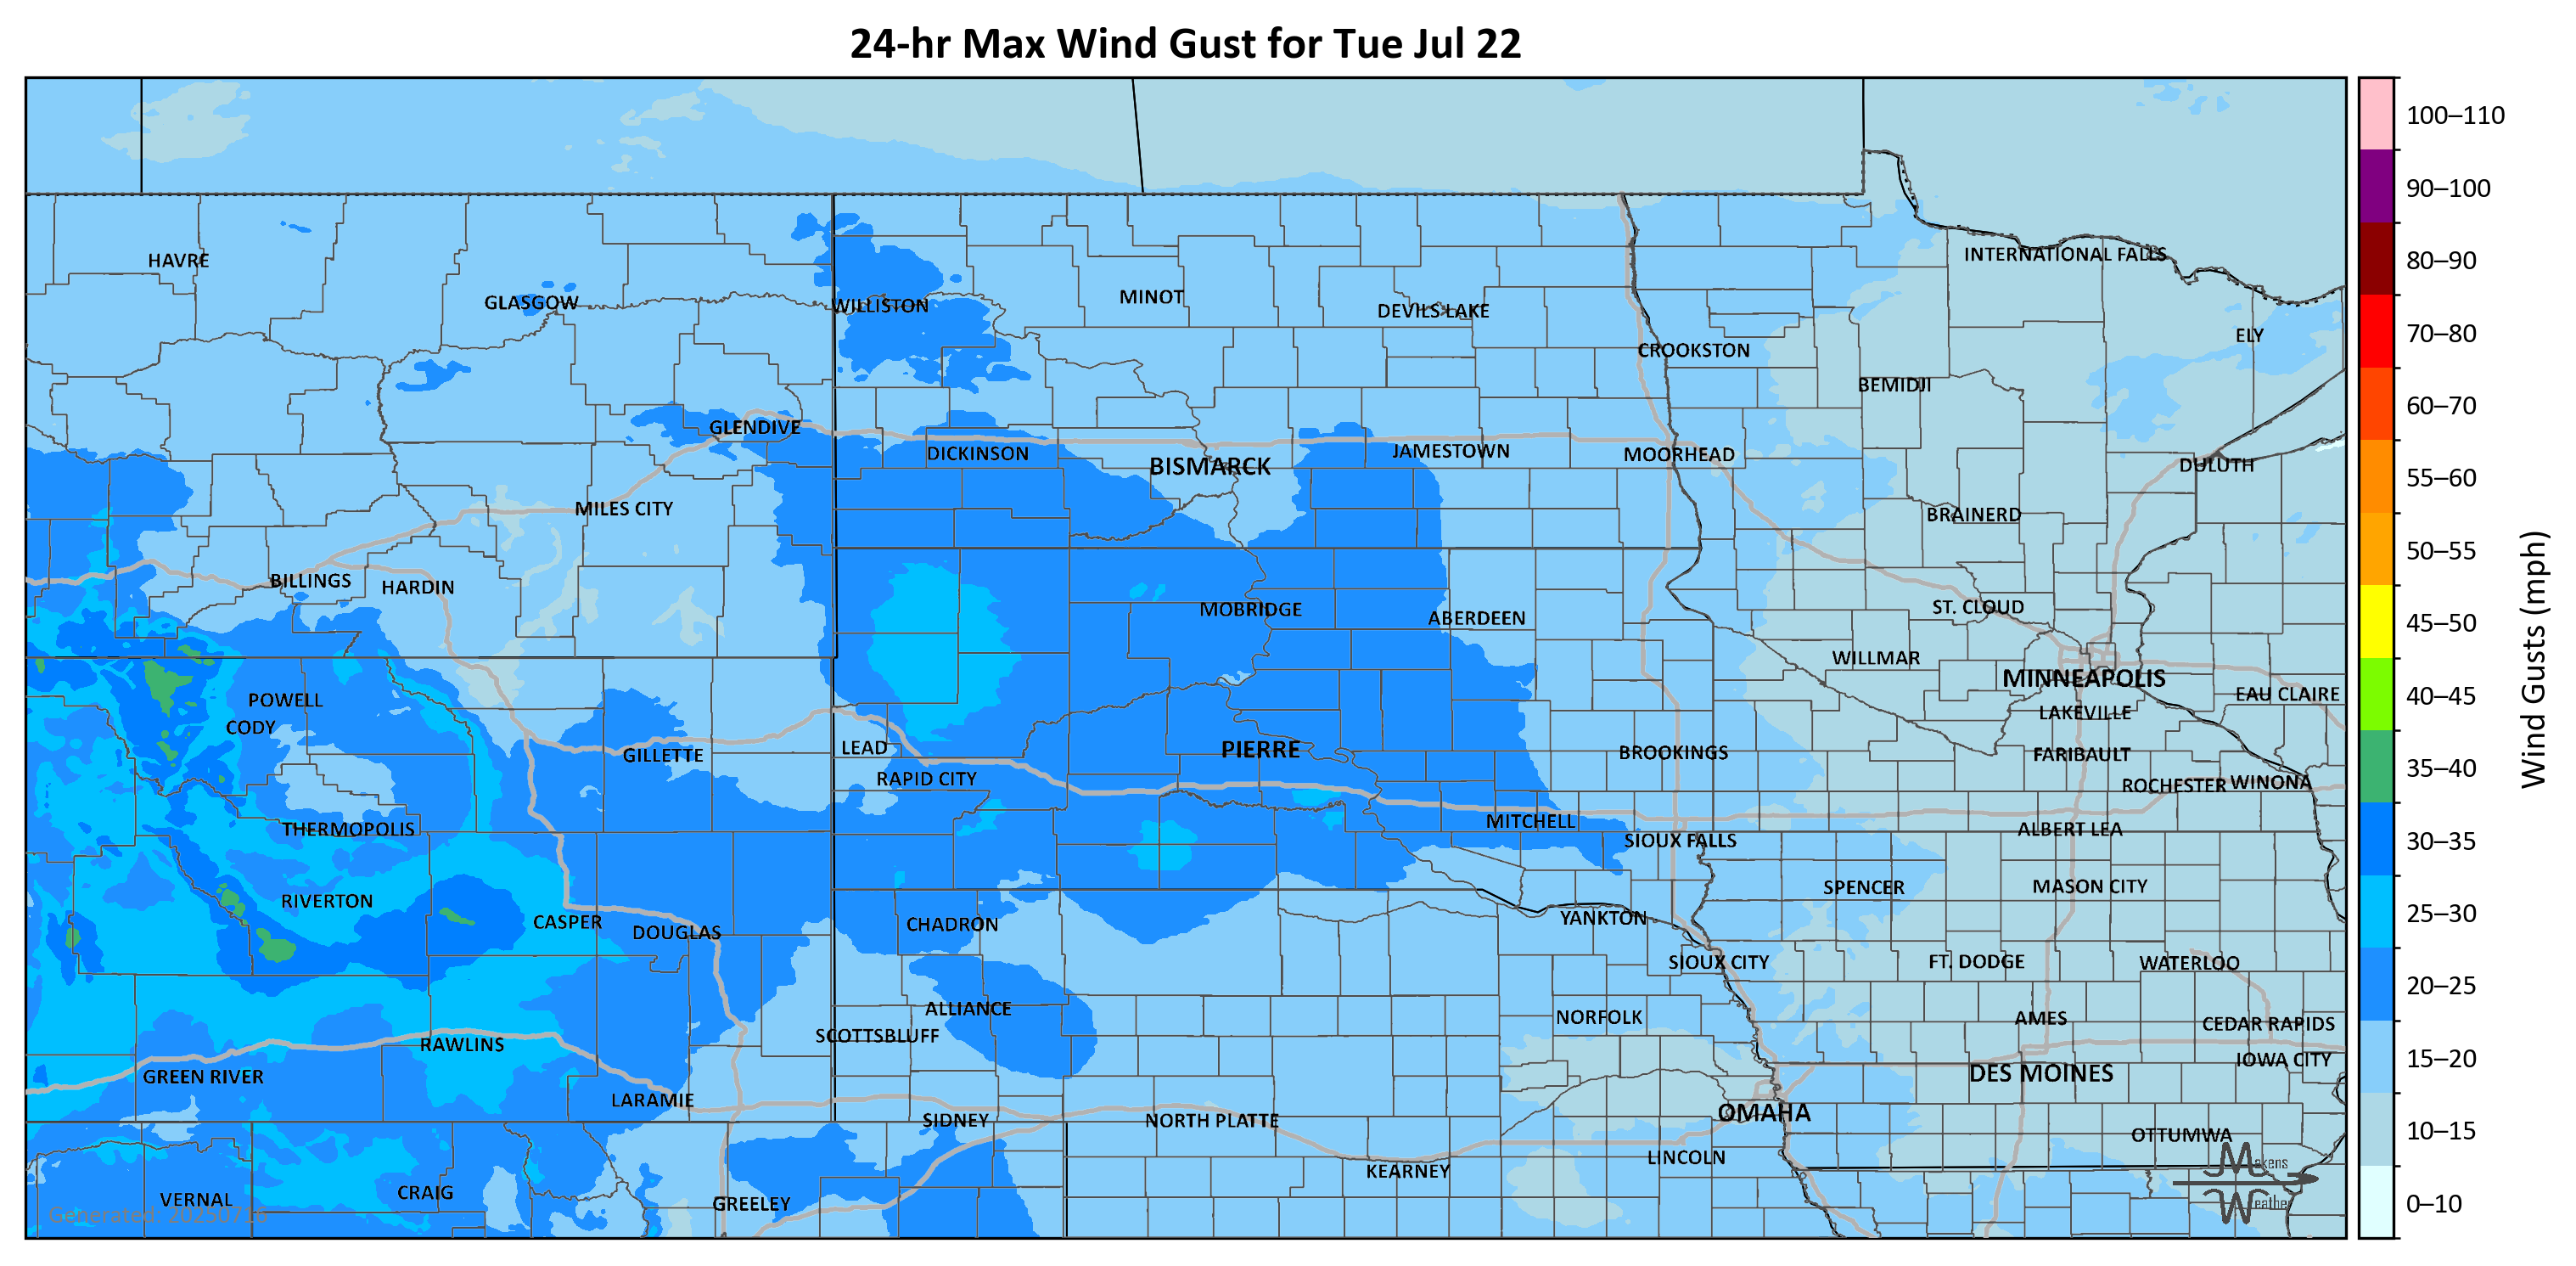 24-hr Max Wind Gust for Tue Jul 22
100–110
90–100
80–90
70–80
60–70
55–60
50–55
45–50
40–45
35–40
30–35
25–30
20–25
15–20
10–15
0–10
Wind Gusts (mph)
HAVRE
GLASGOW
WILLISTON
MINOT
DEVILS LAKE
INTERNATIONAL FALLS
ELY
CROOKSTON
BEMIDJI
GLENDIVE
DICKINSON
BISMARCK
JAMESTOWN
MOORHEAD
DULUTH
MILES CITY
BRAINERD
BILLINGS
HARDIN
MOBRIDGE
ABERDEEN
ST. CLOUD
WILLMAR
MINNEAPOLIS
EAU CLAIRE
POWELL
CODY
LAKEVILLE
GILLETTE
LEAD
PIERRE
BROOKINGS
FARIBAULT
RAPID CITY
ROCHESTER
WINONA
THERMOPOLIS
MITCHELL
SIOUX FALLS
ALBERT LEA
RIVERTON
SPENCER
MASON CITY
CASPER
DOUGLAS
CHADRON
YANKTON
SIOUX CITY
FT. DODGE
WATERLOO
ALLIANCE
NORFOLK
AMES
CEDAR RAPIDS
SCOTTSBLUFF
RAWLINS
IOWA CITY
GREEN RIVER
DES MOINES
LARAMIE
SIDNEY
NORTH PLATTE
OMAHA
OTTUMWA
KEARNEY
LINCOLN
VERNAL
CRAIG
GREELEY
Generated: 20250716
Makens
Weather